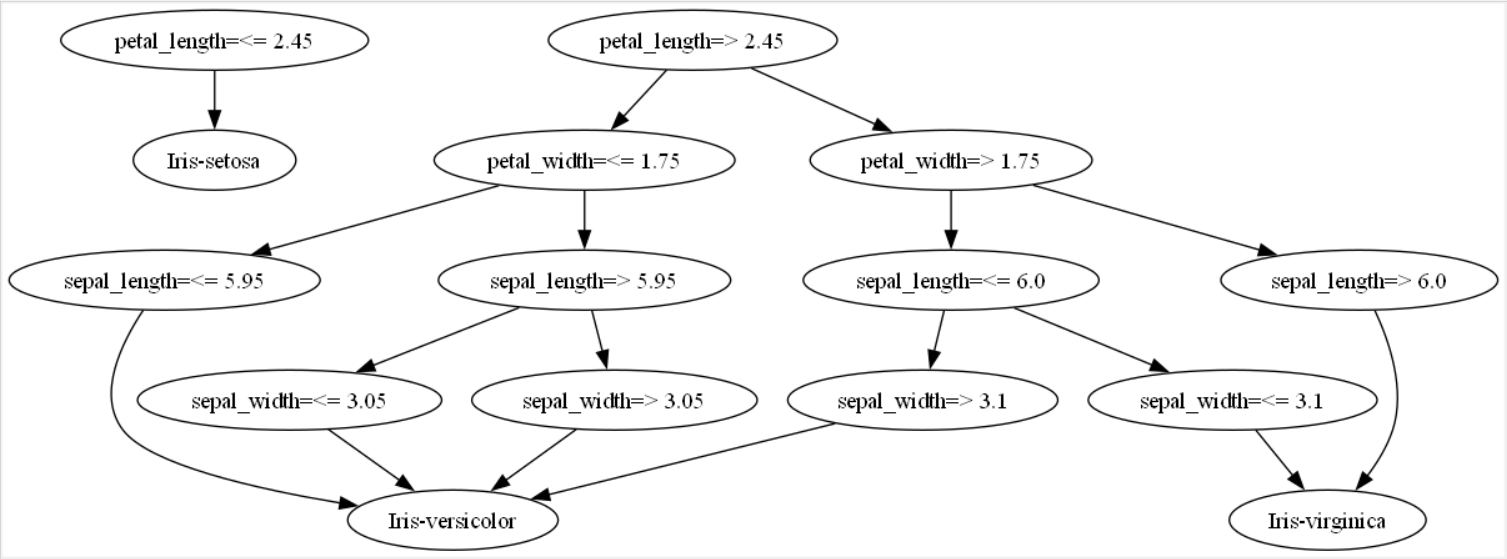 petal_length=<= 2.45
petal_length=> 2.45
Iris-setosa
petal_width=<= 1.75
petal_width=> 1.75
sepal_length=<= 5.95
sepal_length=> 5.95
sepal_length=<= 6.0
sepal_length=> 6.0
sepal_width=<= 3.05
sepal_width=> 3.05
sepal_width=> 3.1
sepal_width=<= 3.1
Iris-versicolor
Iris-virginica